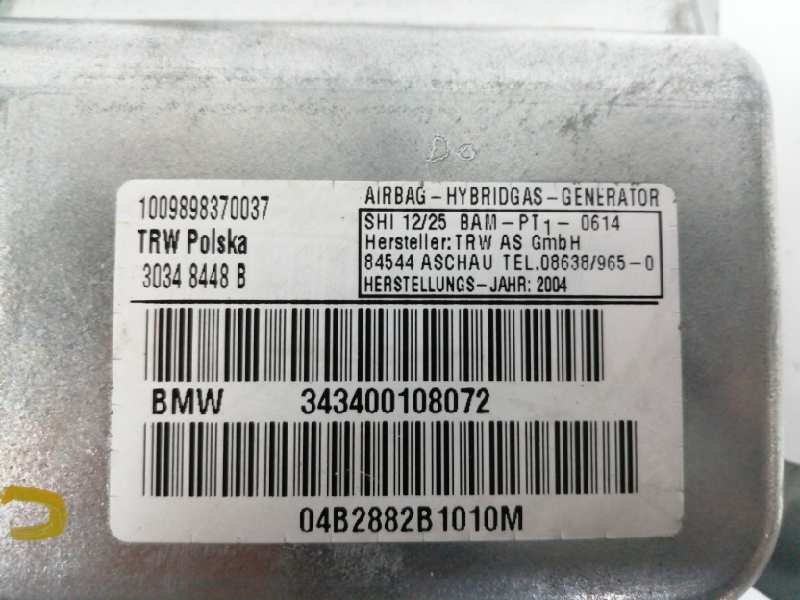 1009898370037
TRW Polska
3034 8448 B
AIRBAG-HYBRIDGAS-GENERATOR
SHI 12/25 BAM-PT1- 0614
Hersteller: TRW AS GmbH
84544 ASCHAU TEL.08638/965-0
HERSTELLUNGS-JAHR: 2004
BMW 343400108072
04B2882B1010M